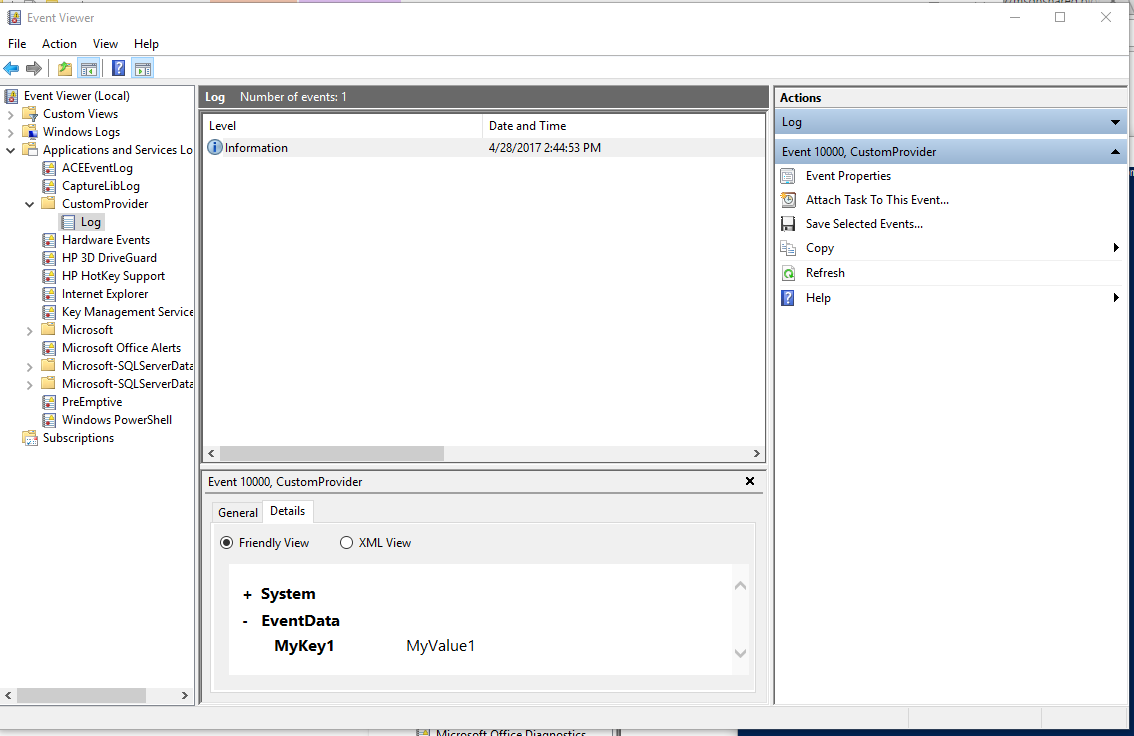 Event Viewer
File Action View Help
Event Viewer (Local)
Custom Views
Windows Logs
Applications and Services Lo
ACEEventLog
CaptureLibLog
CustomProvider
Log
Hardware Events
HP 3D DriveGuard
HP HotKey Support
Internet Explorer
Key Management Service
Microsoft
Microsoft Office Alerts
Microsoft-SQLServerData
Microsoft-SQLServerData
PreEmptive
Windows PowerShell
Subscriptions
Log Number of events: 1
Level Date and Time
Information 4/28/2017 2:44:53 PM
Event 10000, CustomProvider
General Details
Friendly View XML View
+ System
- EventData
MyKey1 MyValue1
Actions
Log
Event 10000, CustomProvider
Event Properties
Attach Task To This Event...
Save Selected Events...
Copy
Refresh
Help
Microsoft Office Diagnostics